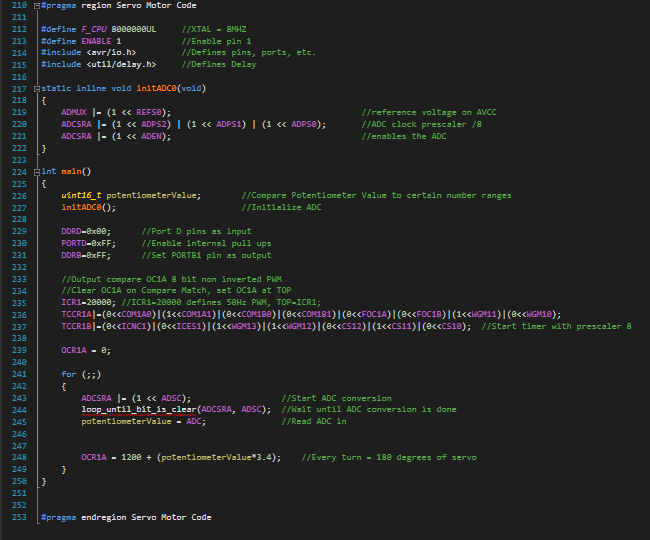 210 #pragma region Servo Motor Code
211
212 #define F_CPU 8000000UL //XTAL = 8MHZ
213 #define ENABLE 1 //Enable pin 1
214 #include <avr/io.h> //Defines pins, ports, etc.
215 #include <util/delay.h> //Defines Delay
216
217 static inline void initADC0(void)
218 {
219 ADMUX |= (1 << REFS0); //reference voltage on AVCC
220 ADCSRA |= (1 << ADPS2) | (1 << ADPS1) | (1 << ADPS0); //ADC clock prescaler /8
221 ADCSRA |= (1 << ADEN); //enables the ADC
222 }
223
224 int main()
225 {
226 uint16_t potentiometerValue; //Compare Potentiometer Value to certain number ranges
227 initADC0(); //Initialize ADC
228
229 DDRD=0x00; //Port D pins as input
230 PORTD=0xFF; //Enable internal pull ups
231 DDRB=0xFF; //Set PORTB1 pin as output
232
233 //Output compare OC1A 8 bit non inverted PWM
234 //Clear OC1A on Compare Match, set OC1A at TOP
235 ICR1=20000; //ICR1=20000 defines 50Hz PWM, TOP=ICR1;
236 TCCR1A|=(0<<COM1A0)|(1<<COM1A1)|(0<<COM1B0)|(0<<COM1B1)|(0<<FOC1A)|(0<<FOC1B)|(1<<WGM11)|(0<<WGM10);
237 TCCR1B|=(0<<ICNC1)|(0<<ICES1)|(1<<WGM13)|(1<<WGM12)|(0<<CS12)|(1<<CS11)|(0<<CS10); //Start timer with prescaler 8
238
239 OCR1A = 0;
240
241 for (;;)
242 {
243 ADCSRA |= (1 << ADSC); //Start ADC conversion
244 loop_until_bit_is_clear(ADCSRA, ADSC); //Wait until ADC conversion is done
245 potentiometerValue = ADC; //Read ADC in
246
247
248 OCR1A = 1200 + (potentiometerValue*3.4); //Every turn = 180 degrees of servo
249 }
250 }
251
252
253 #pragma endregion Servo Motor Code